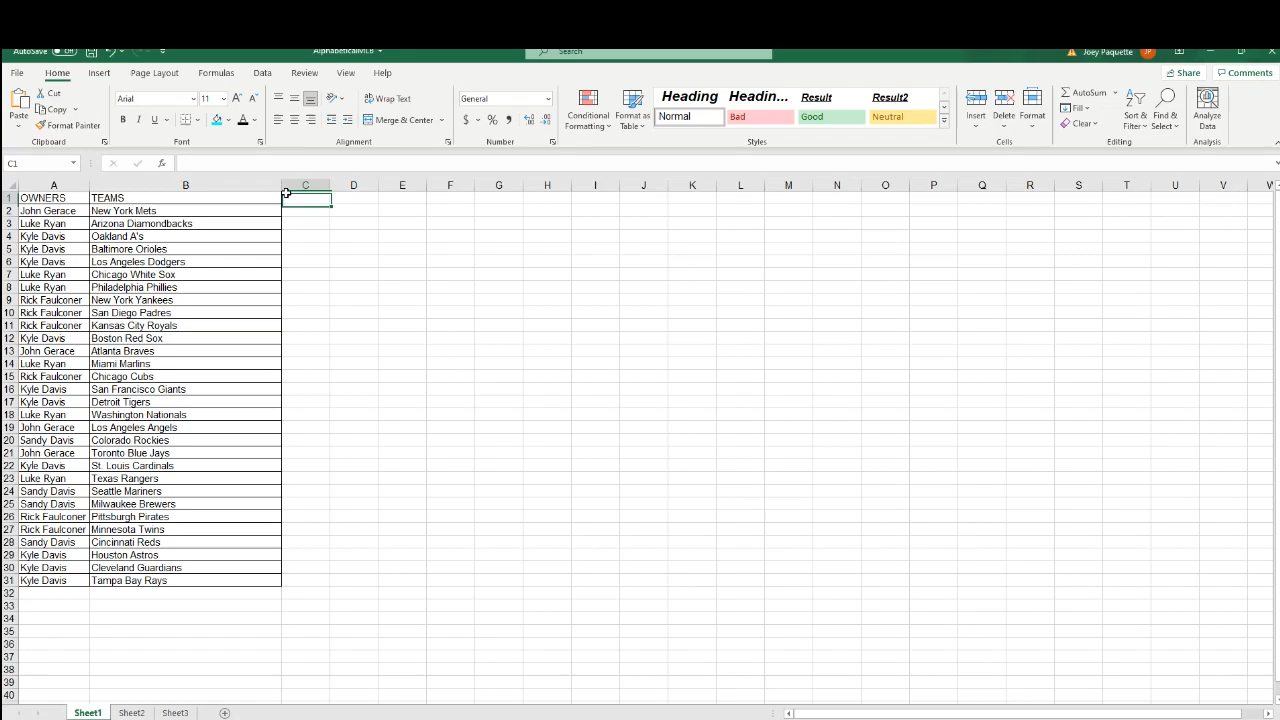 AutoSave Off AlphabeticalMLB Search Joey Paquette JP
File Home Insert Page Layout Formulas Data Review View Help Share Comments
Paste Cut Copy Format Painter
Clipboard
Arial 11 A A
B I U A
Font
Wrap Text
Merge & Center
Alignment
General
$ % 9
Number
Conditional Formatting Format as Table
Heading Headin... Result Result2
Normal Bad Good Neutral
Styles
Insert Delete Format
Cells
AutoSum
Fill
Clear
Sort & Filter Find & Select
Editing
Analyze Data
Analysis
C1 fx
A B C D E F G H I J K L M N O P Q R S T U V W
1 OWNERS TEAMS
2 John Gerace New York Mets
3 Luke Ryan Arizona Diamondbacks
4 Kyle Davis Oakland A's
5 Kyle Davis Baltimore Orioles
6 Kyle Davis Los Angeles Dodgers
7 Luke Ryan Chicago White Sox
8 Luke Ryan Philadelphia Phillies
9 Rick Faulconer New York Yankees
10 Rick Faulconer San Diego Padres
11 Rick Faulconer Kansas City Royals
12 Kyle Davis Boston Red Sox
13 John Gerace Atlanta Braves
14 Luke Ryan Miami Marlins
15 Rick Faulconer Chicago Cubs
16 Kyle Davis San Francisco Giants
17 Kyle Davis Detroit Tigers
18 Luke Ryan Washington Nationals
19 John Gerace Los Angeles Angels
20 Sandy Davis Colorado Rockies
21 John Gerace Toronto Blue Jays
22 Kyle Davis St. Louis Cardinals
23 Luke Ryan Texas Rangers
24 Sandy Davis Seattle Mariners
25 Sandy Davis Milwaukee Brewers
26 Rick Faulconer Pittsburgh Pirates
27 Rick Faulconer Minnesota Twins
28 Sandy Davis Cincinnati Reds
29 Kyle Davis Houston Astros
30 Kyle Davis Cleveland Guardians
31 Kyle Davis Tampa Bay Rays
32
33
34
35
36
37
38
39
40
Sheet1 Sheet2 Sheet3